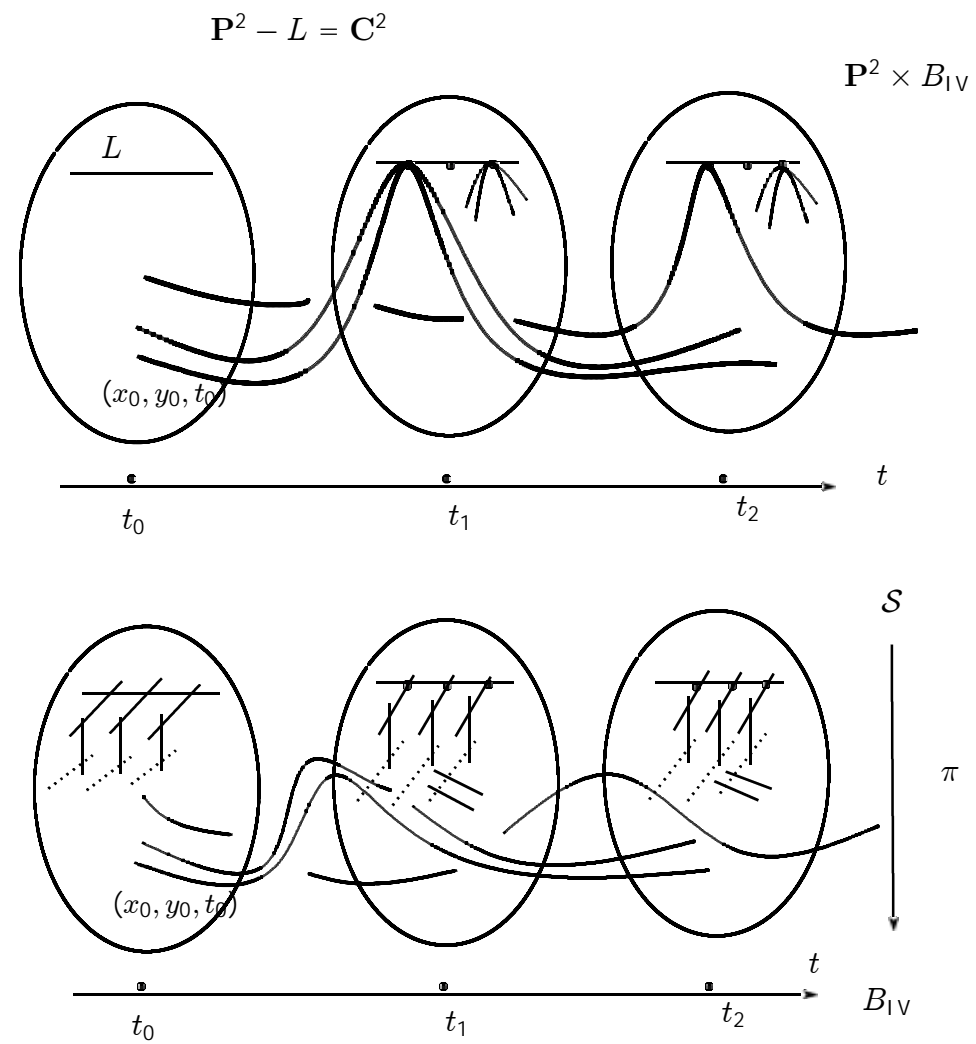 P² − L = C²
P² × B_IV
L
(x₀, y₀, t₀)
t
t₀ t₁ t₂
S
π
(x₀, y₀, t₀)
t
t₀ t₁ t₂
B_IV